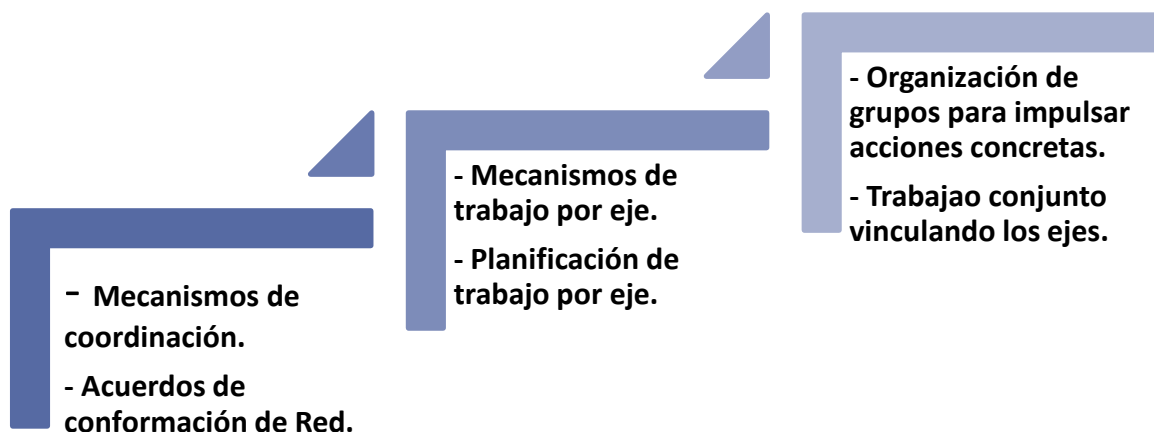 - Mecanismos de
coordinación.
- Acuerdos de
conformación de Red.
- Mecanismos de
trabajo por eje.
- Planificación de
trabajo por eje.
- Organización de
grupos para impulsar
acciones concretas.
- Trabajao conjunto
vinculando los ejes.